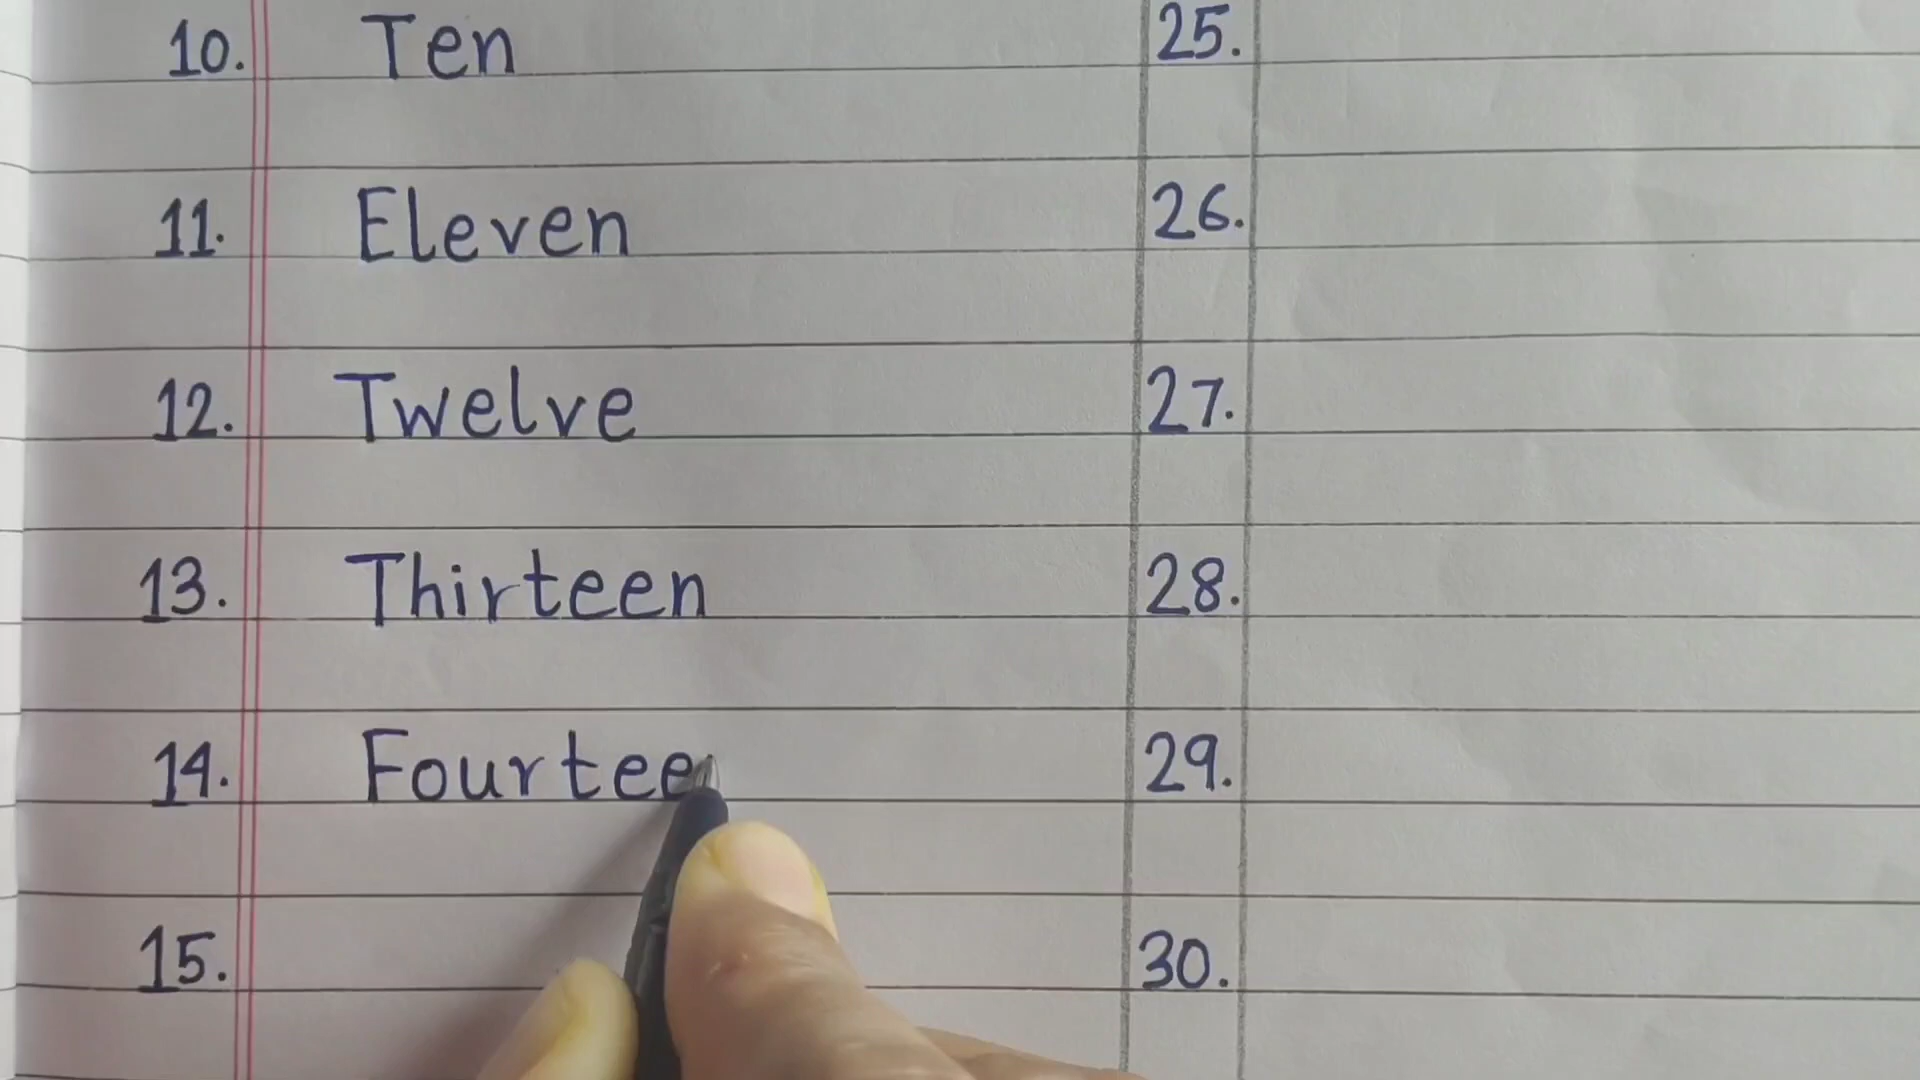 10. Ten 25.
11. Eleven 26.
12. Twelve 27.
13. Thirteen 28.
14. Fourtee 29.
15. 30.